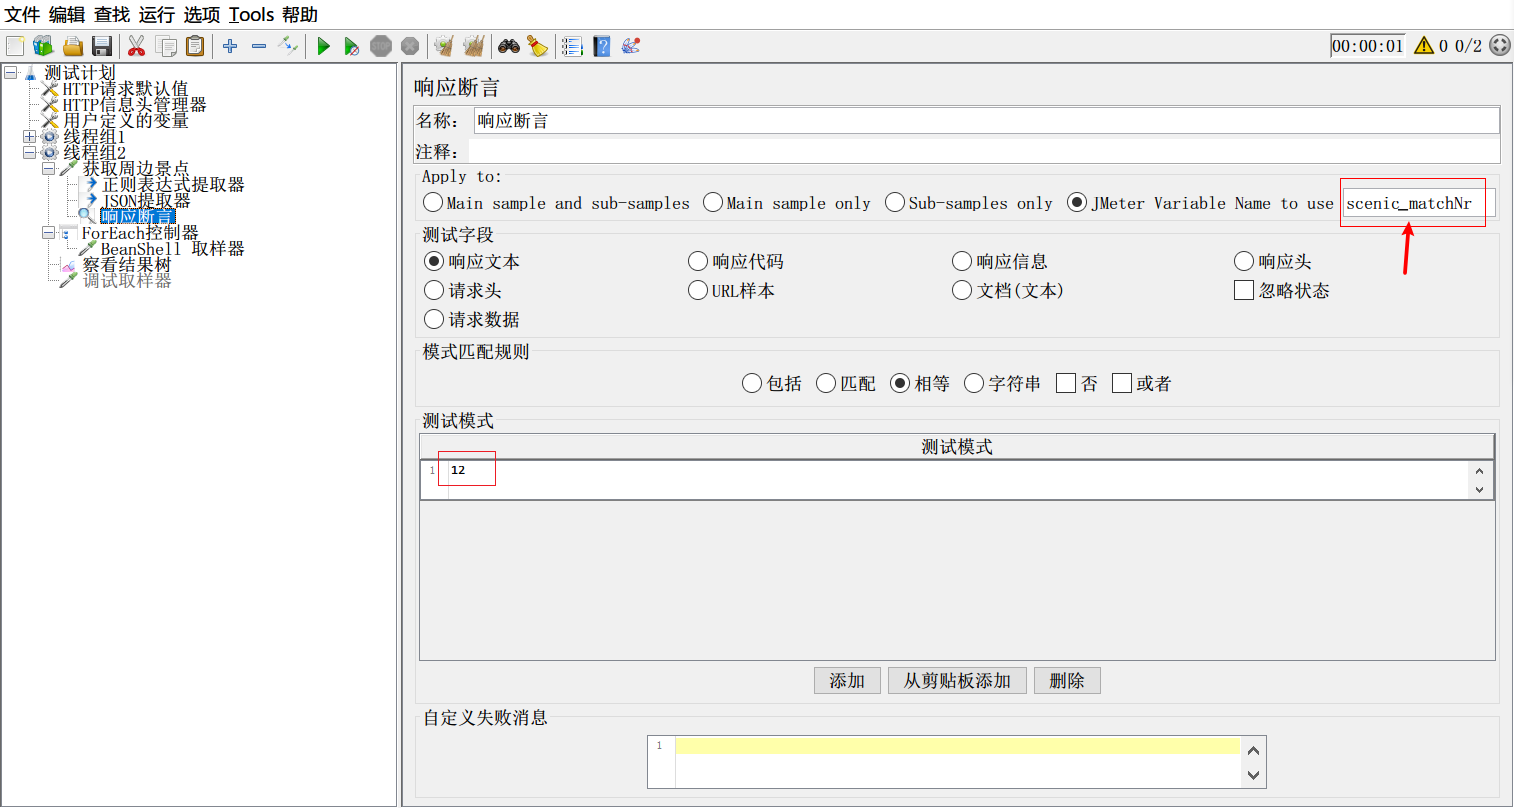 文件 编辑 查找 运行 选项 Tools 帮助
STOP
00:00:01 0 0/2
测试计划
HTTP请求默认值
HTTP信息头管理器
用户定义的变量
线程组1
线程组2
获取周边景点
正则表达式提取器
JSON提取器
响应断言
ForEach控制器
BeanShell 取样器
察看结果树
调试取样器
响应断言
名称: 响应断言
注释:
Apply to:
Main sample and sub-samples Main sample only Sub-samples only JMeter Variable Name to use scenic_matchNr
测试字段
响应文本 响应代码 响应信息 响应头
请求头 URL样本 文档(文本) 忽略状态
请求数据
模式匹配规则
包括 匹配 相等 字符串 否 或者
测试模式
测试模式
1 12
添加 从剪贴板添加 删除
自定义失败消息
1